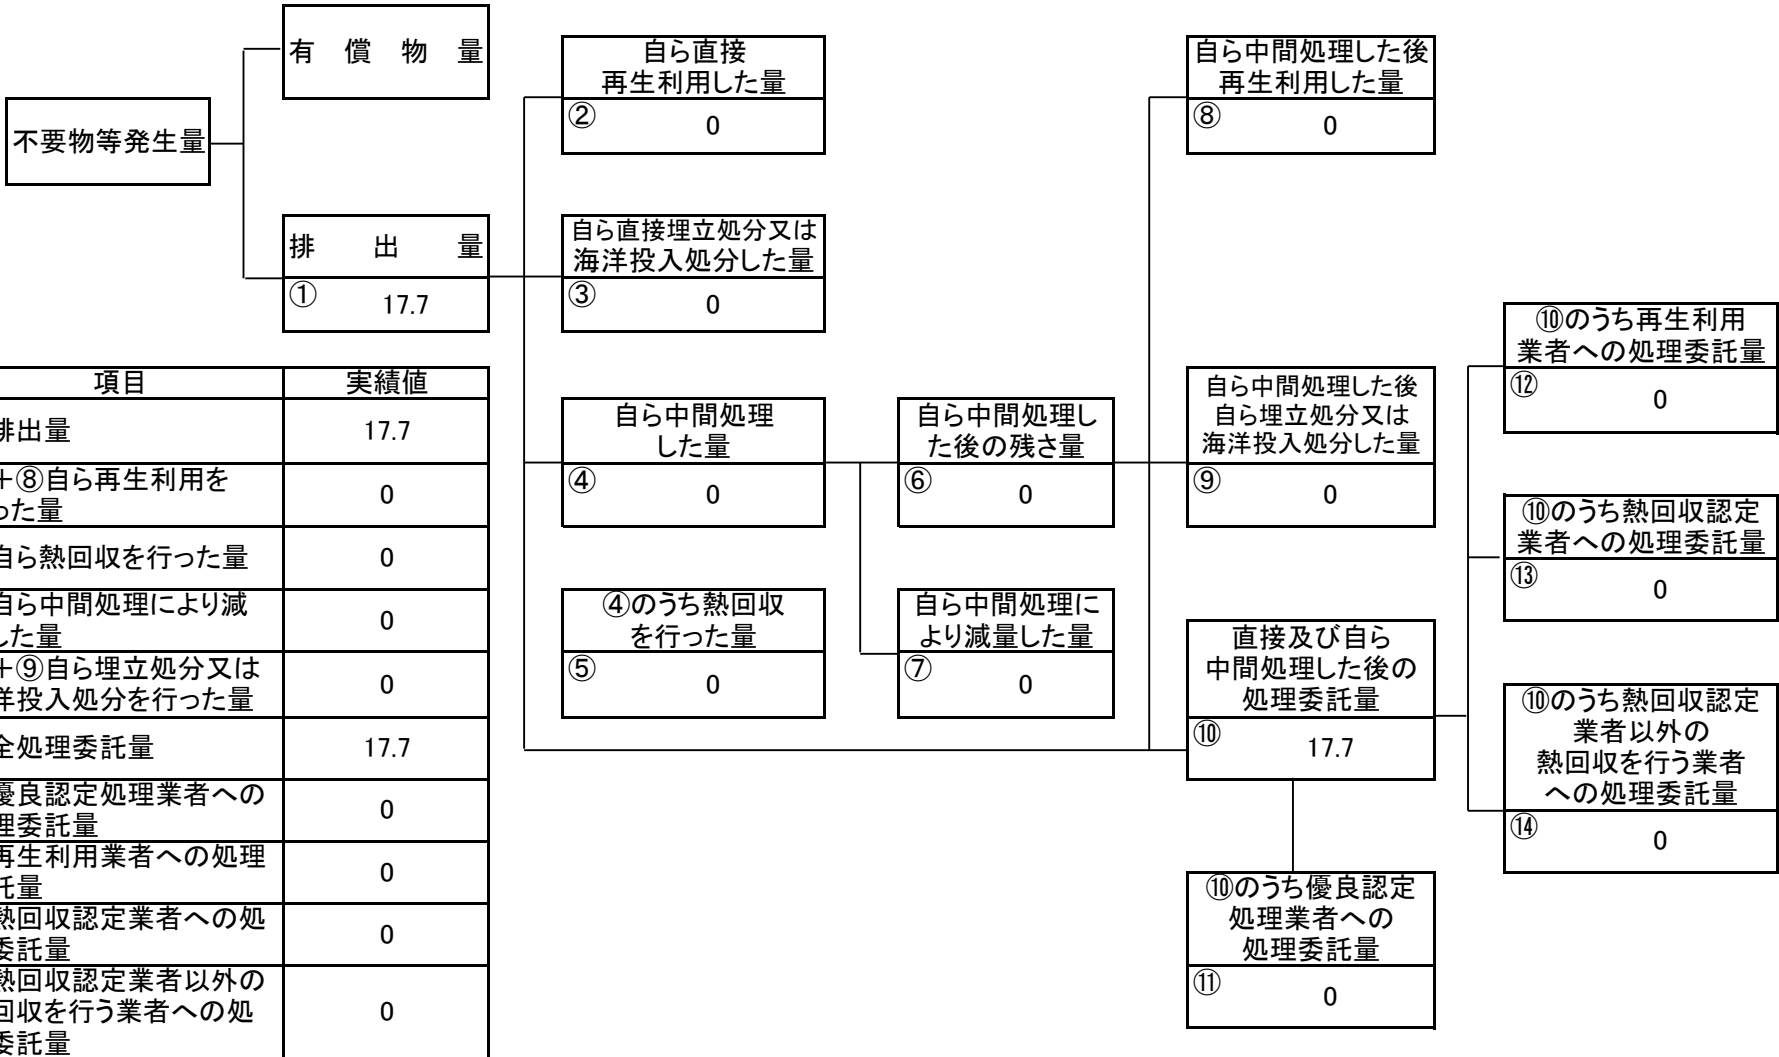 有償物量
不要物等発生量
排出量
①
17.7
自ら直接
再生利用した量
②
0
自ら直接埋立処分又は
海洋投入処分した量
③
0
自ら中間処理
した量
④
0
④のうち熱回収
を行った量
⑤
0
自ら中間処理し
た後の残さ量
⑥
0
自ら中間処理に
より減量した量
⑦
0
自ら中間処理した後
再生利用した量
⑧
0
自ら中間処理した後
自ら埋立処分又は
海洋投入処分した量
⑨
0
直接及び自ら
中間処理した後の
処理委託量
⑩
17.7
⑩のうち優良認定
処理業者への
処理委託量
⑪
0
⑩のうち再生利用
業者への処理委託量
⑫
0
⑩のうち熱回収認定
業者への処理委託量
⑬
0
⑩のうち熱回収認定
業者以外の
熱回収を行う業者
への処理委託量
⑭
0
項目
実績値
排出量
17.7
+⑧自ら再生利用を
った量
0
自ら熱回収を行った量
0
自ら中間処理により減
した量
0
+⑨自ら埋立処分又は
洋投入処分を行った量
0
全処理委託量
17.7
優良認定処理業者への
理委託量
0
再生利用業者への処理
託量
0
熱回収認定業者への処
委託量
0
熱回収認定業者以外の
回収を行う業者への処
委託量
0